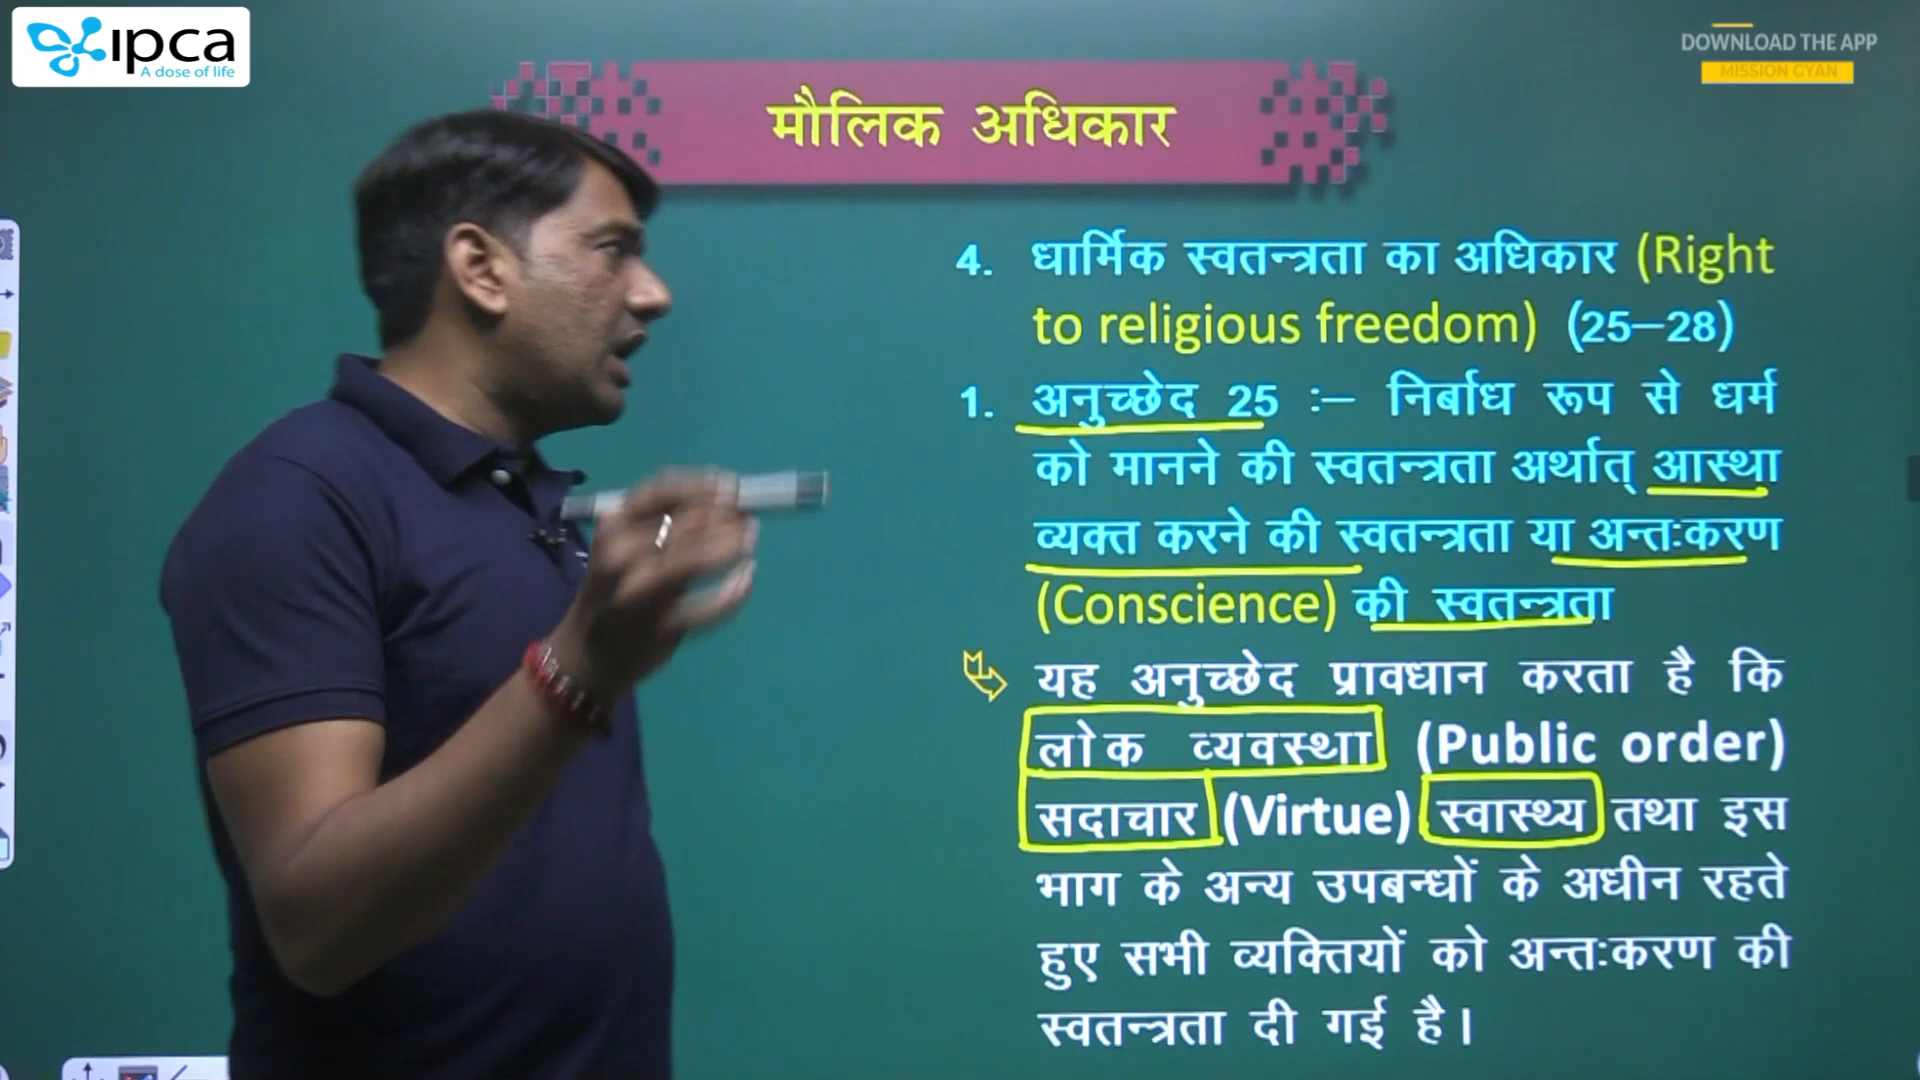 ipca
A dose of life
DOWNLOAD THE APP
MISSION GYAN
मौलिक अधिकार
4. धार्मिक स्वतन्त्रता का अधिकार (Right
to religious freedom) (25–28)
1. अनुच्छेद 25 :– निर्बाध रूप से धर्म
को मानने की स्वतन्त्रता अर्थात् आस्था
व्यक्त करने की स्वतन्त्रता या अन्तःकरण
(Conscience) की स्वतन्त्रता
यह अनुच्छेद प्रावधान करता है कि
लोक व्यवस्था (Public order)
सदाचार (Virtue) स्वास्थ्य तथा इस
भाग के अन्य उपबन्धों के अधीन रहते
हुए सभी व्यक्तियों को अन्तःकरण की
स्वतन्त्रता दी गई है।